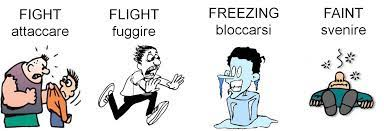 FIGHT
attaccare
FLIGHT
fuggire
FREEZING
bloccarsi
FAINT
svenire